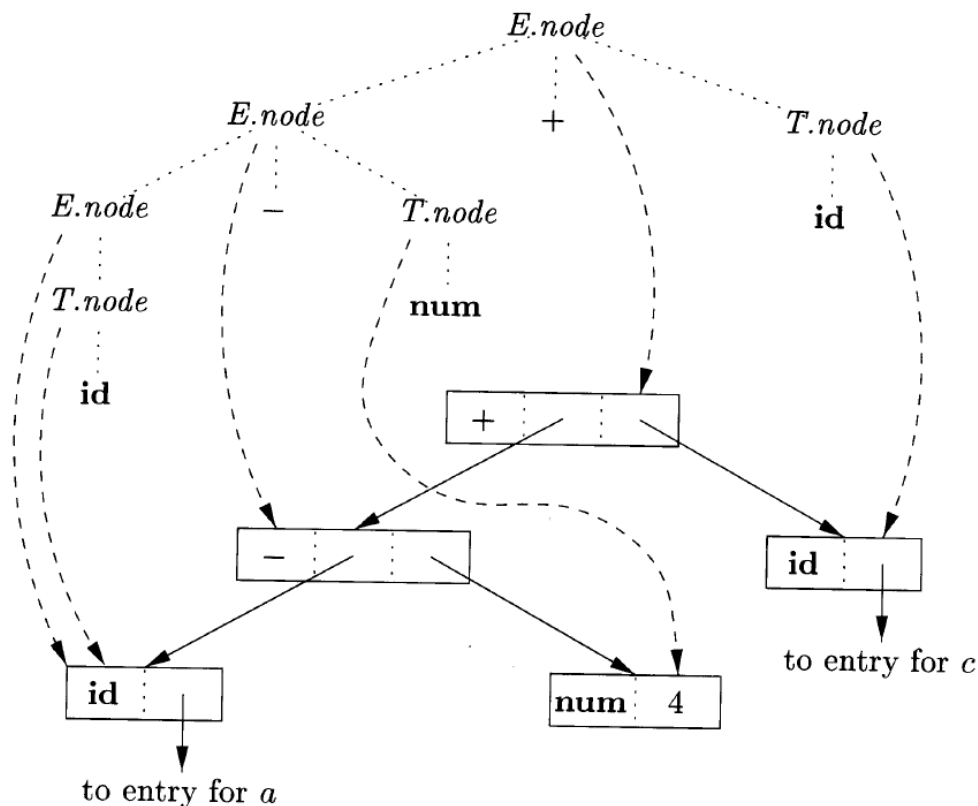 E.node
E.node + T.node
E.node − T.node id
T.node num
id
+
− id
to entry for c
id num 4
to entry for a